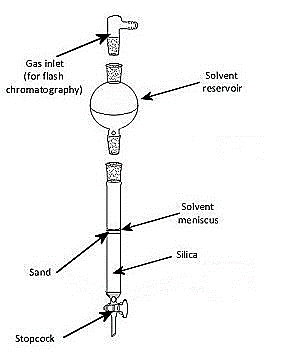 Gas inlet
(for flash
chromatography)
Solvent
reservoir
Solvent
meniscus
Sand
Silica
Stopcock